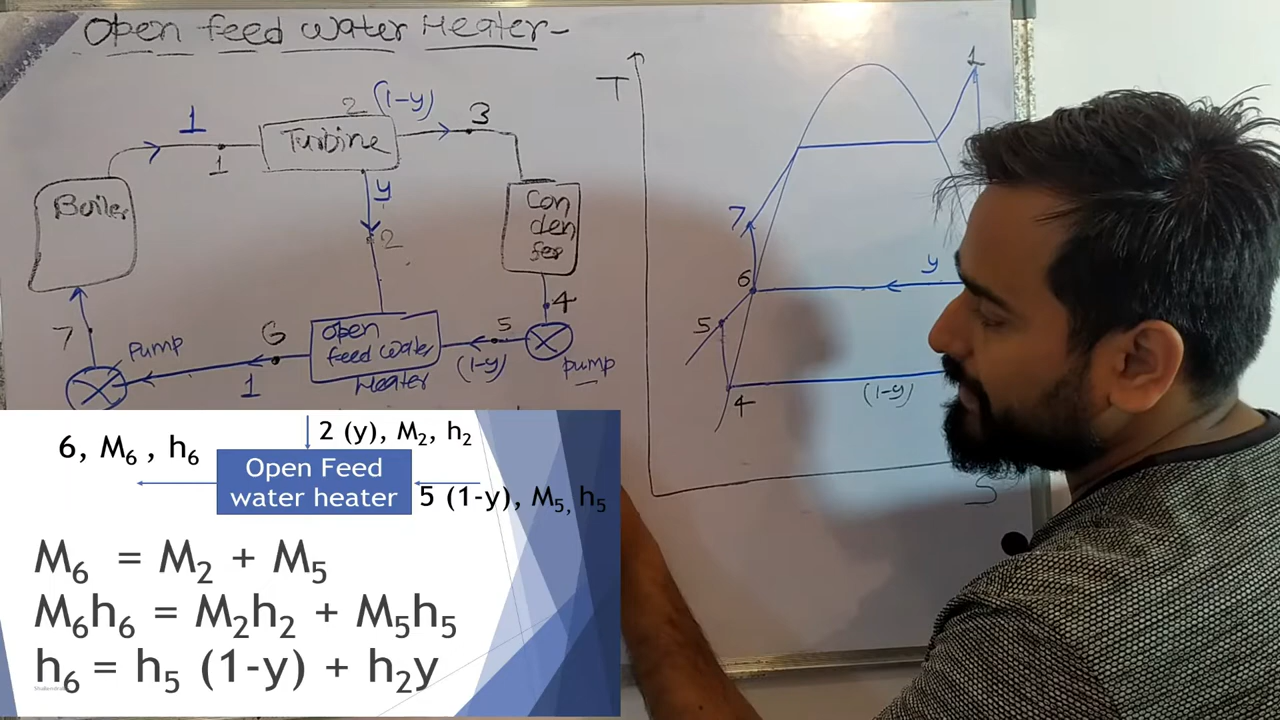 Open feed Water Heater-
1
1
Turbine
2
(1-y)
3
Boiler
y
2
Con
den
ser
4
7
Pump
6
1
Open
feed Water
Heater
5
(1-y)
pump
T
1
7
6
y
5
4
(1-y)
S
6, M6 , h6
2 (y), M2, h2
Open Feed
water heater
5 (1-y), M5, h5
M6 = M2 + M5
M6h6 = M2h2 + M5h5
h6 = h5 (1-y) + h2y